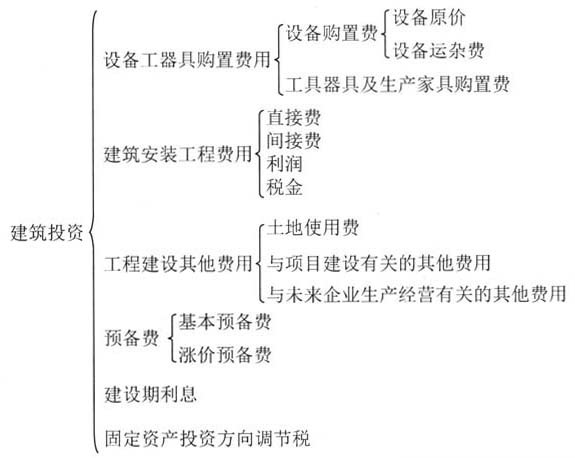 建筑投资
设备工器具购置费用
设备购置费
设备原价
设备运杂费
工具器具及生产家具购置费
建筑安装工程费用
直接费
间接费
利润
税金
工程建设其他费用
土地使用费
与项目建设有关的其他费用
与未来企业生产经营有关的其他费用
预备费
基本预备费
涨价预备费
建设期利息
固定资产投资方向调节税